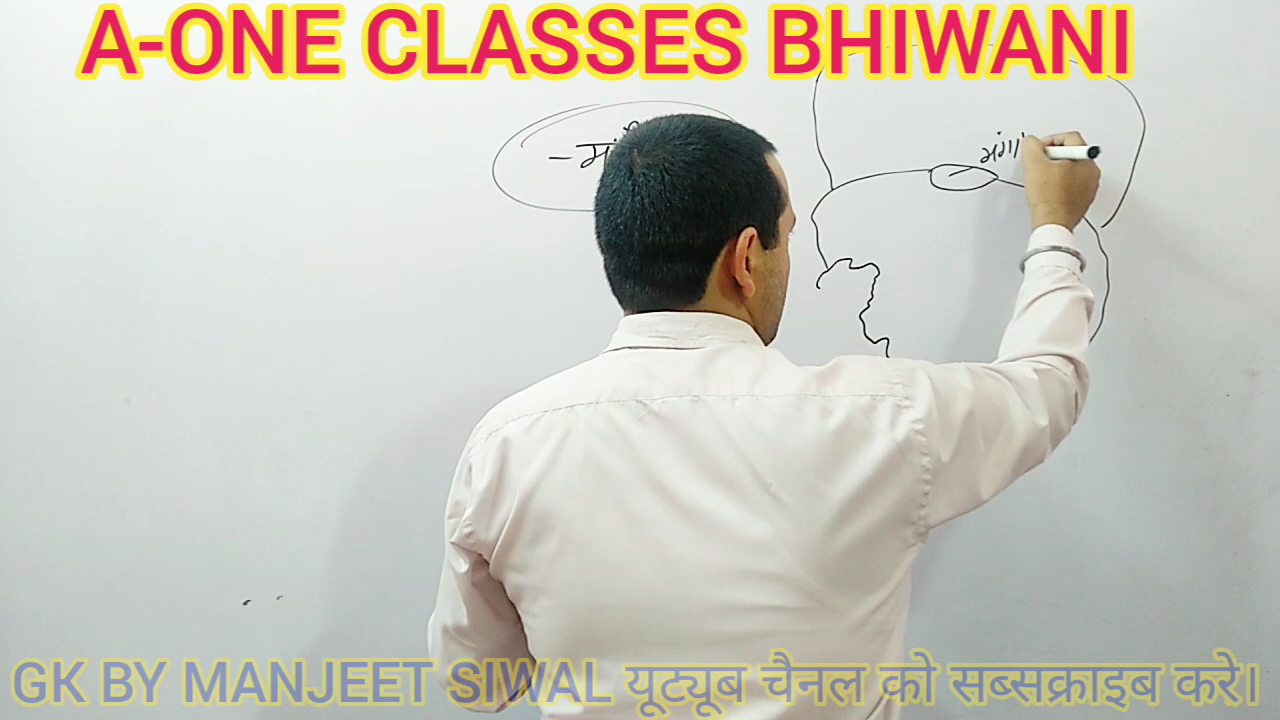 A-ONE CLASSES BHIWANI
GK BY MANJEET SIWAL यूट्यूब चैनल को सब्सक्राइब करे।